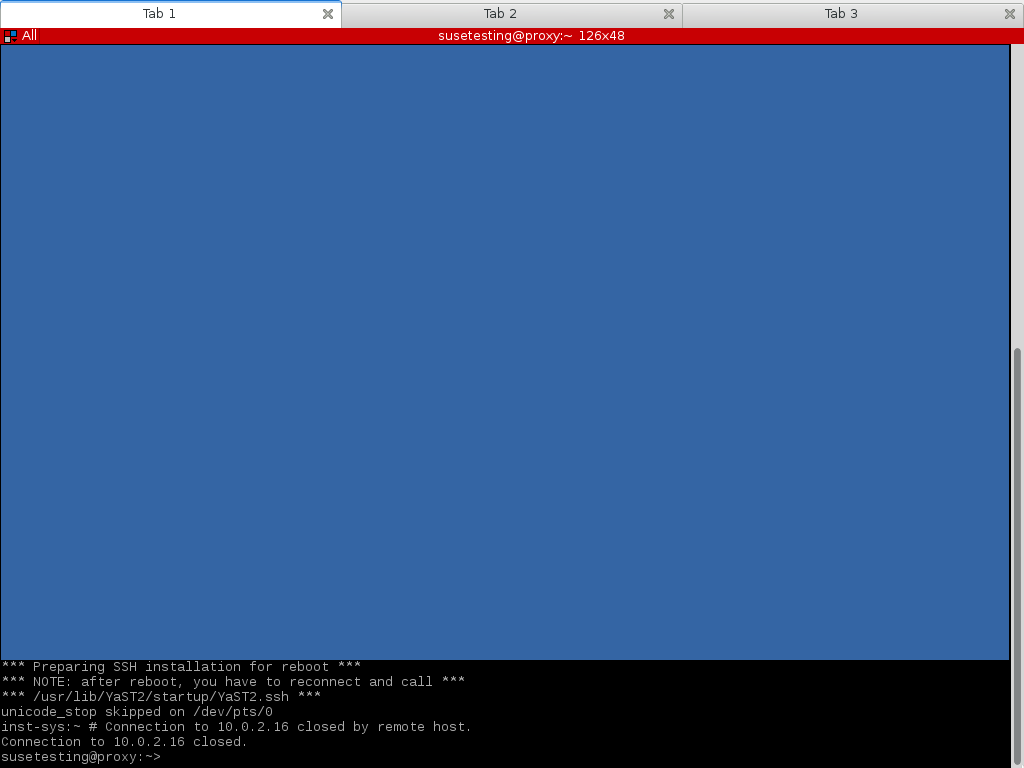 Tab 1
Tab 2
Tab 3
All
susetesting@proxy:~ 126x48
*** Preparing SSH installation for reboot ***
*** NOTE: after reboot, you have to reconnect and call ***
*** /usr/lib/YaST2/startup/YaST2.ssh ***
unicode_stop skipped on /dev/pts/0
inst-sys:~ # Connection to 10.0.2.16 closed by remote host.
Connection to 10.0.2.16 closed.
susetesting@proxy:~>